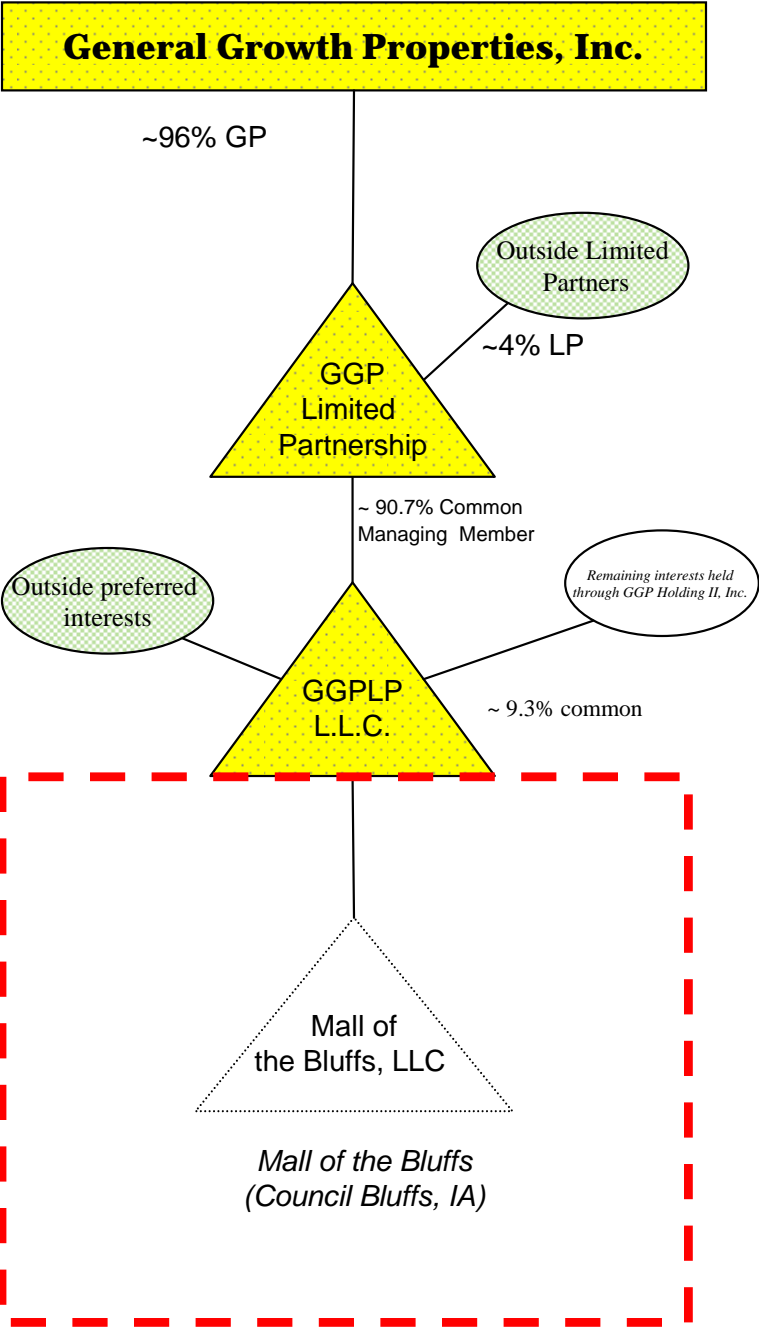 General Growth Properties, Inc.
~96% GP
Outside Limited
Partners
~4% LP
GGP
Limited
Partnership
~ 90.7% Common
Managing Member
Outside preferred
interests
Remaining interests held
through GGP Holding II, Inc.
GGPLP
L.L.C.
~ 9.3% common
Mall of
the Bluffs, LLC
Mall of the Bluffs
(Council Bluffs, IA)